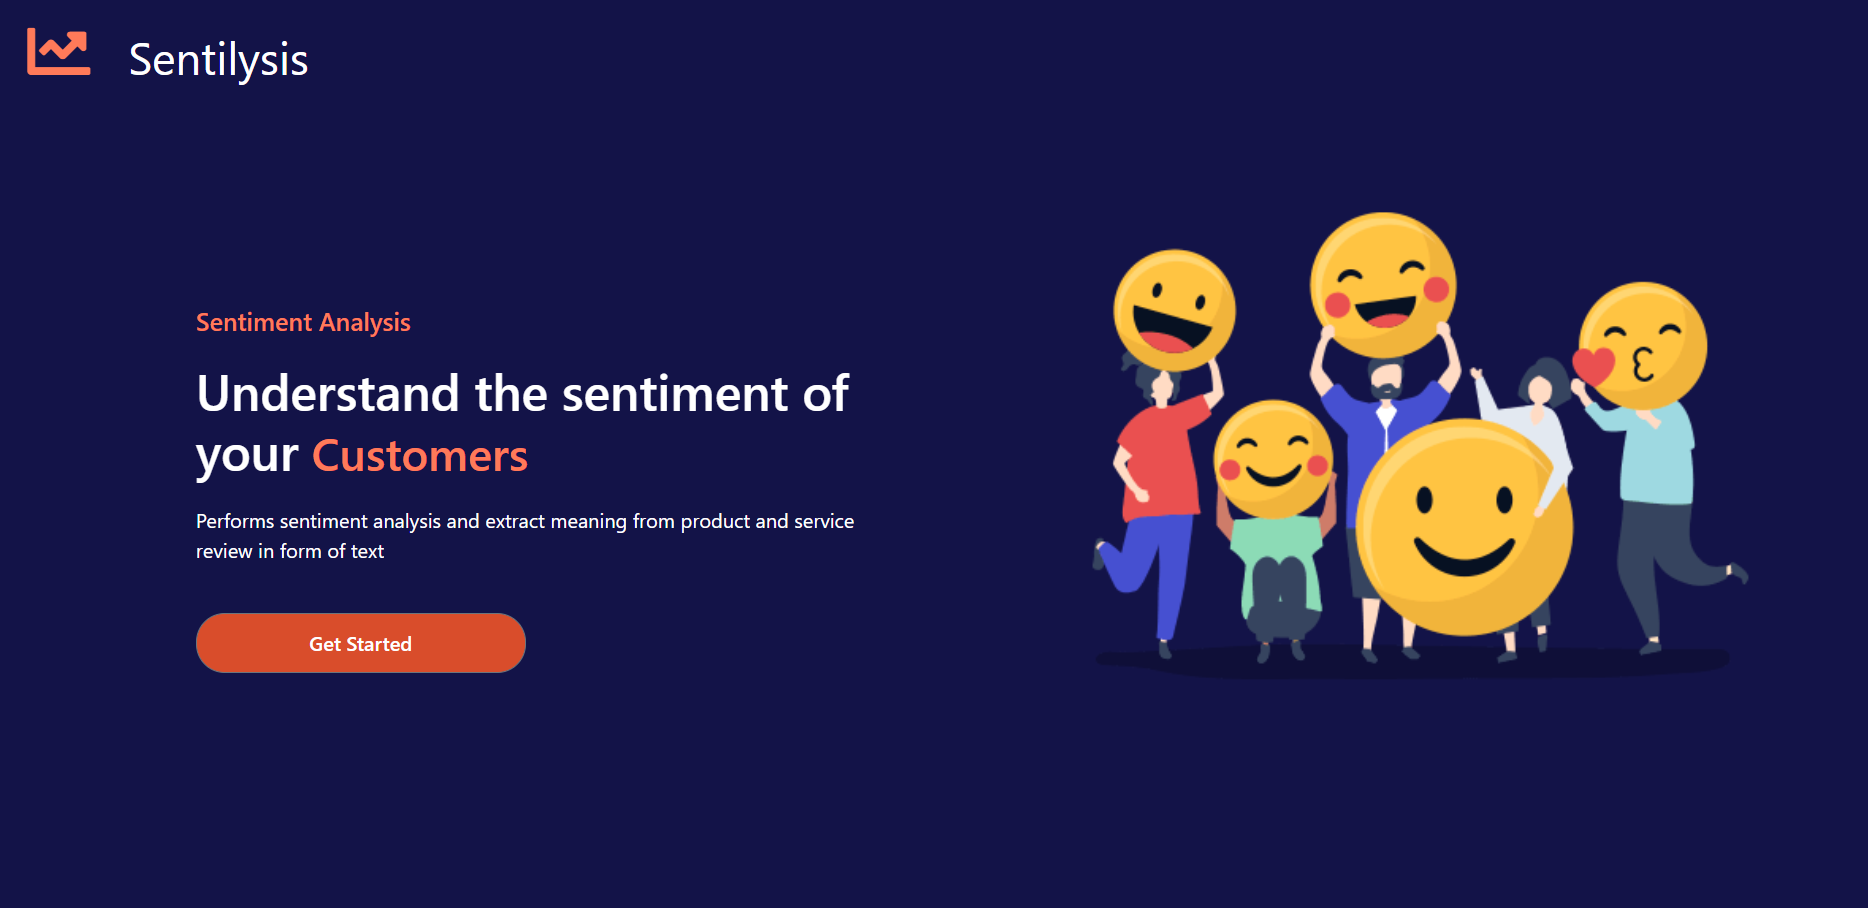 Sentilysis
Sentiment Analysis
Understand the sentiment of
your Customers
Performs sentiment analysis and extract meaning from product and service
review in form of text
Get Started